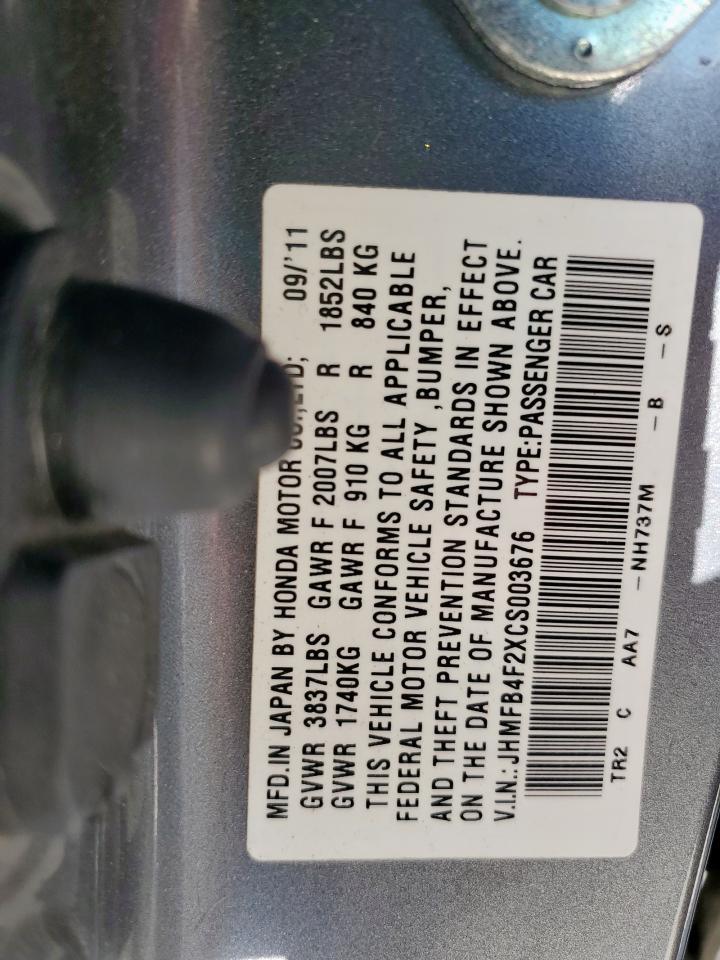 MFD.IN JAPAN BY HONDA MOTOR CO.,LTD; 09/'11
GVWR 3837LBS GAWR F 2007LBS R 1852LBS
GVWR 1740KG GAWR F 910 KG R 840 KG
THIS VEHICLE CONFORMS TO ALL APPLICABLE
FEDERAL MOTOR VEHICLE SAFETY ,BUMPER,
AND THEFT PREVENTION STANDARDS IN EFFECT
ON THE DATE OF MANUFACTURE SHOWN ABOVE.
V.I.N.: JHMFB4F2XCS003676 TYPE:PASSENGER CAR
TR2 C AA7 -NH737M -B -S